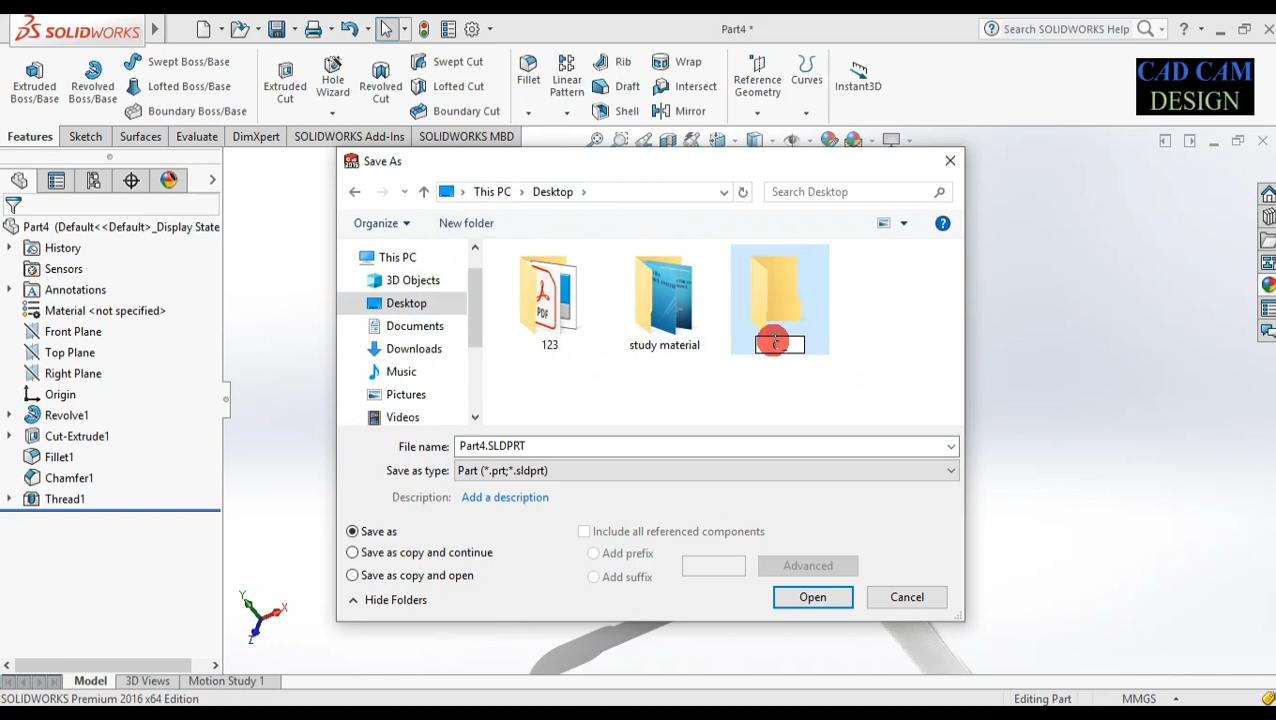 SOLIDWORKS
Part4 *
Search SOLIDWORKS Help
?
Extruded Boss/Base
Revolved Boss/Base
Swept Boss/Base
Lofted Boss/Base
Boundary Boss/Base
Extruded Cut
Hole Wizard
Revolved Cut
Swept Cut
Lofted Cut
Boundary Cut
Fillet
Linear Pattern
Rib
Draft
Shell
Wrap
Intersect
Mirror
Reference Geometry
Curves
Instant3D
CAD CAM
DESIGN
Features
Sketch
Surfaces
Evaluate
DimXpert
SOLIDWORKS Add-Ins
SOLIDWORKS MBD
Part4 (Default<<Default>_Display State
History
Sensors
Annotations
Material <not specified>
Front Plane
Top Plane
Right Plane
Origin
Revolve1
Cut-Extrude1
Fillet1
Chamfer1
Thread1
2016
Save As
This PC
Desktop
Search Desktop
Organize
New folder
?
This PC
3D Objects
Desktop
Documents
Downloads
Music
Pictures
Videos
PDF
123
study material
File name:
Part4.SLDPRT
Save as type:
Part (*.prt;*.sldprt)
Description:
Add a description
Save as
Save as copy and continue
Save as copy and open
Include all referenced components
Add prefix
Add suffix
Advanced
Hide Folders
Open
Cancel
Y
X
Z
Model
3D Views
Motion Study 1
SOLIDWORKS Premium 2016 x64 Edition
Editing Part
MMGS